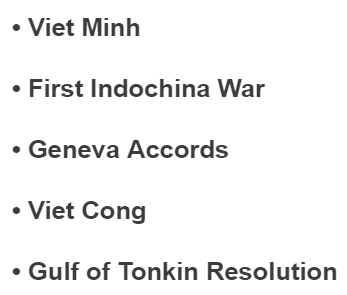 • Viet Minh
• First Indochina War
• Geneva Accords
• Viet Cong
• Gulf of Tonkin Resolution